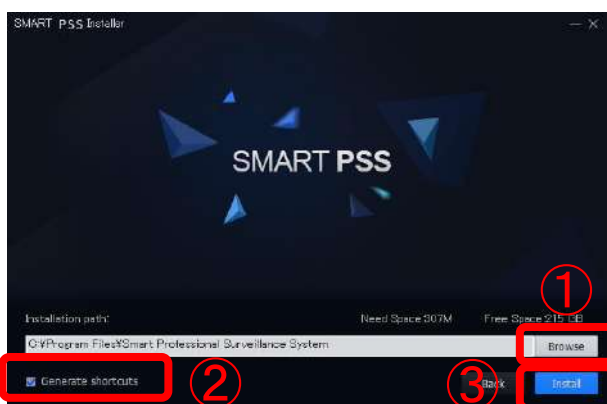 SMART PSS Installer
SMART PSS
①
Installation path:
Need Space 307M
Free Space 215 GB
C:¥Program Files¥Smart Professional Surveillance System
Browse
Generate shortcuts
②
③
Back
Install